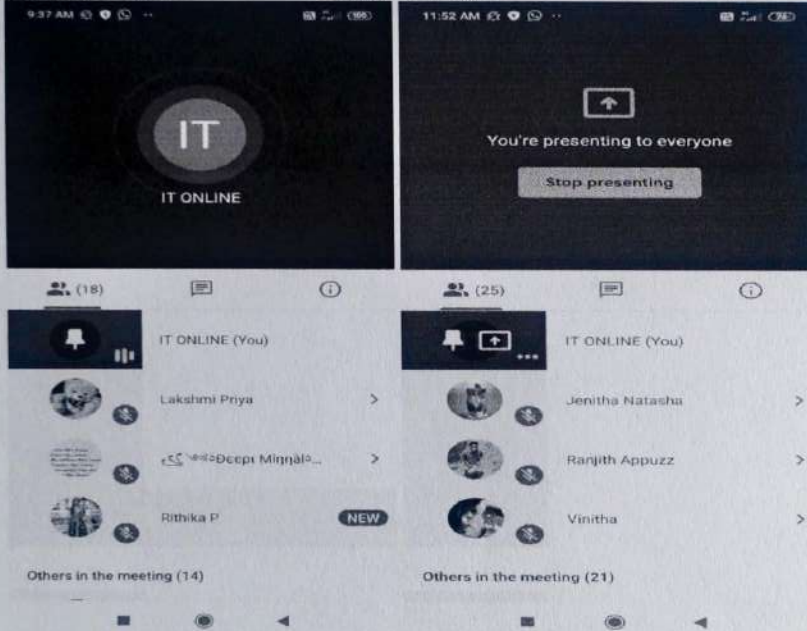 9:37 AM
100
IT
IT ONLINE
(18)
IT ONLINE (You)
Lakshmi Priya
Rithika P NEW
Others in the meeting (14)
11:52 AM
You're presenting to everyone
Stop presenting
(25)
IT ONLINE (You)
Jenitha Natasha
Ranjith Appuzz
Vinitha
Others in the meeting (21)